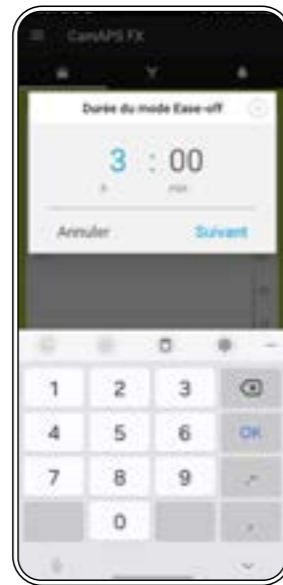 CamAPS FX
Durée du mode Ease-off
3 : 00
h min
Annuler Suivant
1 2 3
4 5 6 OK
7 8 9 .-
0 ,